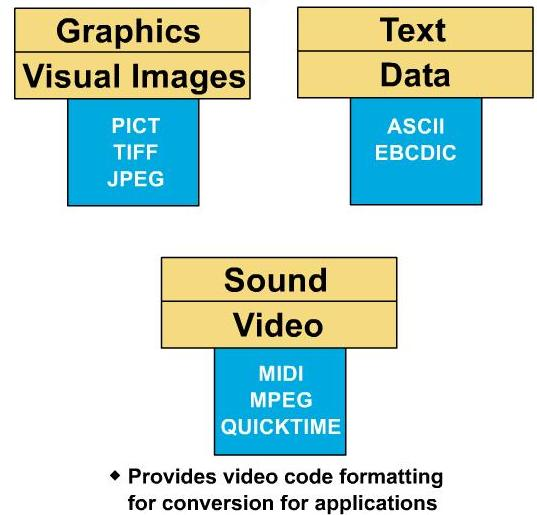 Graphics
Visual Images
PICT
TIFF
JPEG
Text
Data
ASCII
EBCDIC
Sound
Video
MIDI
MPEG
QUICKTIME
◆ Provides video code formatting
for conversion for applications